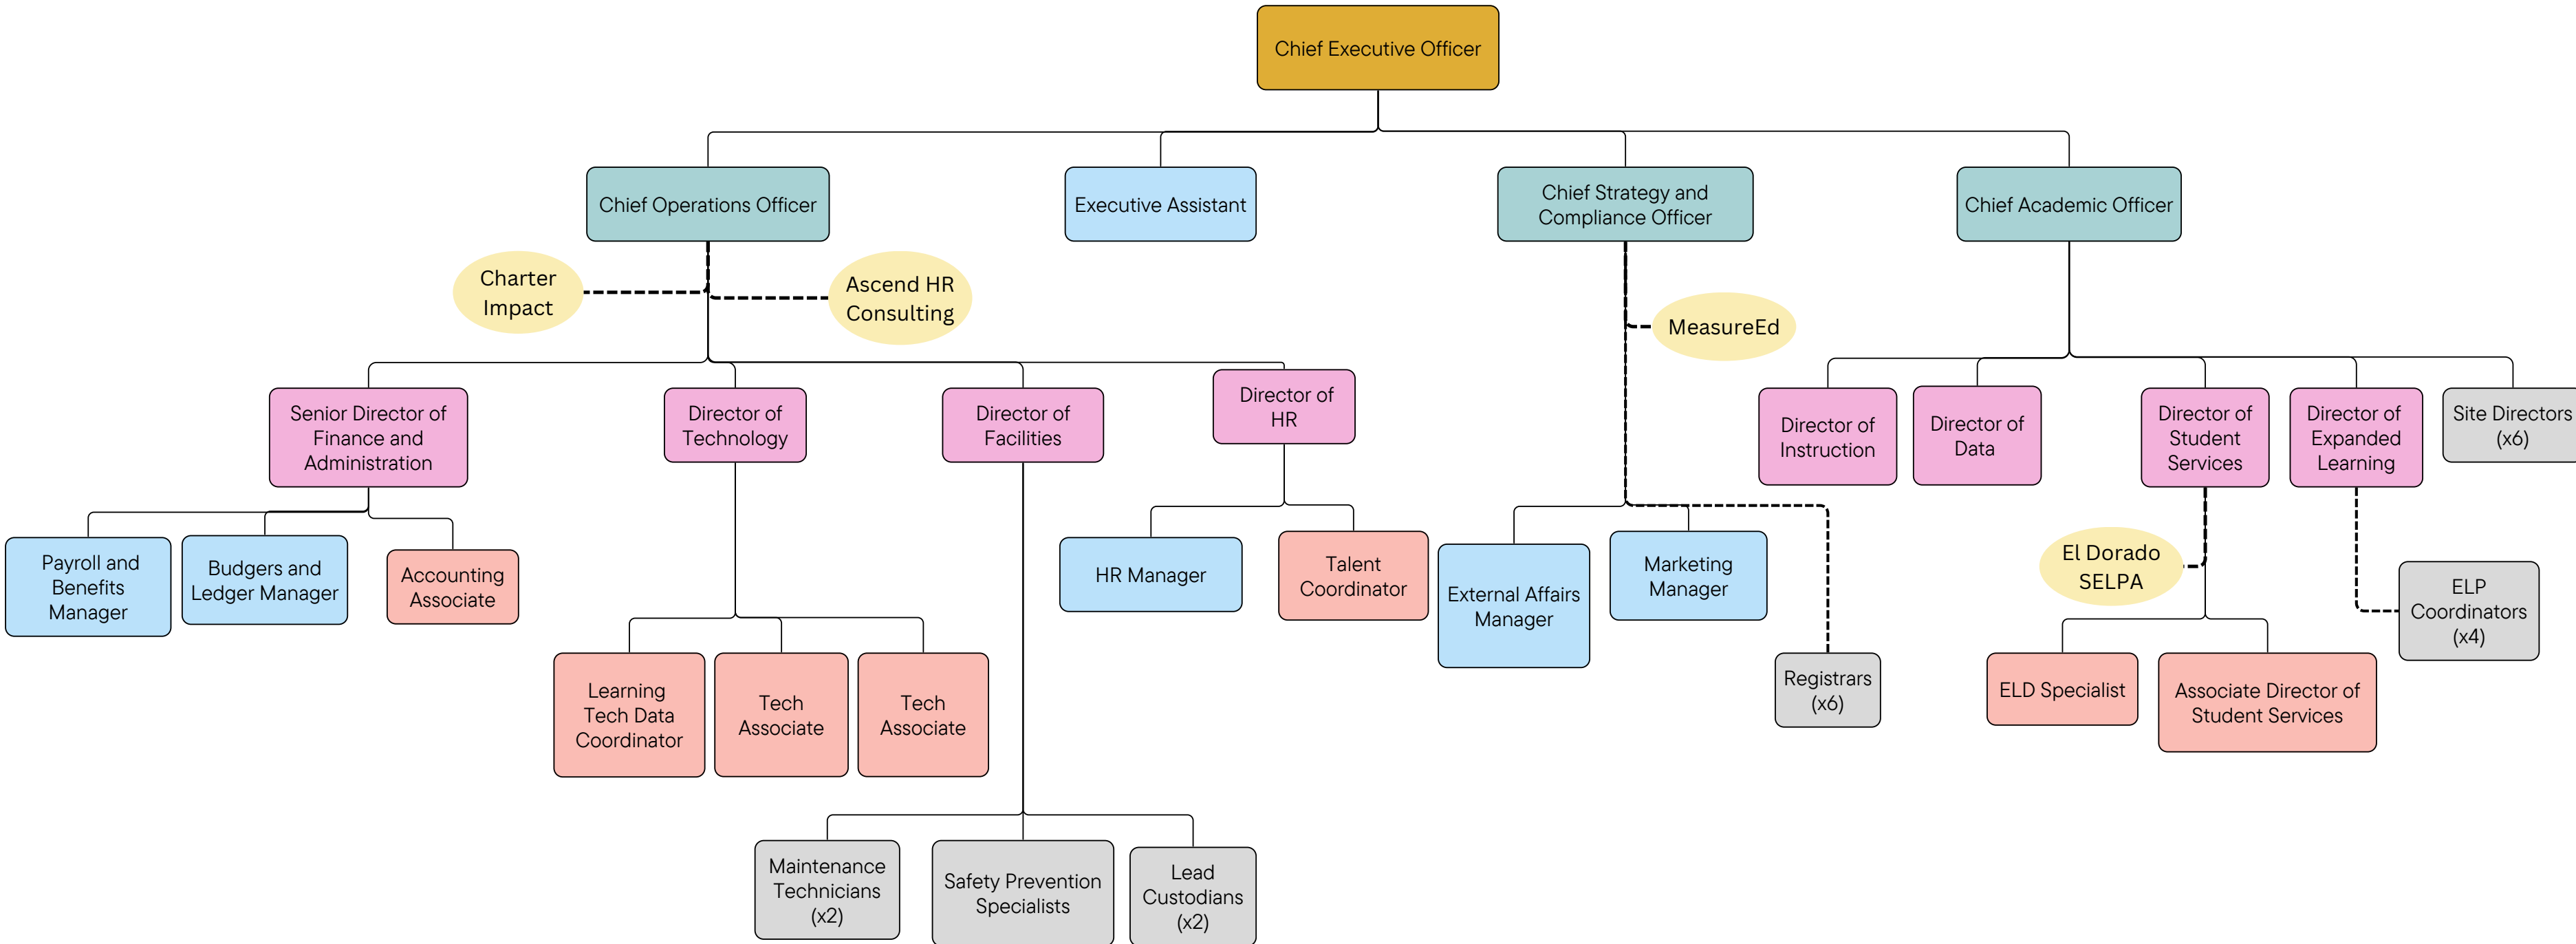 Chief Executive Officer
Chief Operations Officer
Executive Assistant
Chief Strategy and
Compliance Officer
Chief Academic Officer
Charter
Impact
Ascend HR
Consulting
MeasureEd
Senior Director of
Finance and
Administration
Director of
Technology
Director of
Facilities
Director of
HR
Director of
Instruction
Director of
Data
Director of
Student
Services
Director of
Expanded
Learning
Site Directors
(x6)
Payroll and
Benefits
Manager
Budgers and
Ledger Manager
Accounting
Associate
HR Manager
Talent
Coordinator
External Affairs
Manager
Marketing
Manager
El Dorado
SELPA
ELP
Coordinators
(x4)
Learning
Tech Data
Coordinator
Tech
Associate
Tech
Associate
Registrars
(x6)
ELD Specialist
Associate Director of
Student Services
Maintenance
Technicians
(x2)
Safety Prevention
Specialists
Lead
Custodians
(x2)